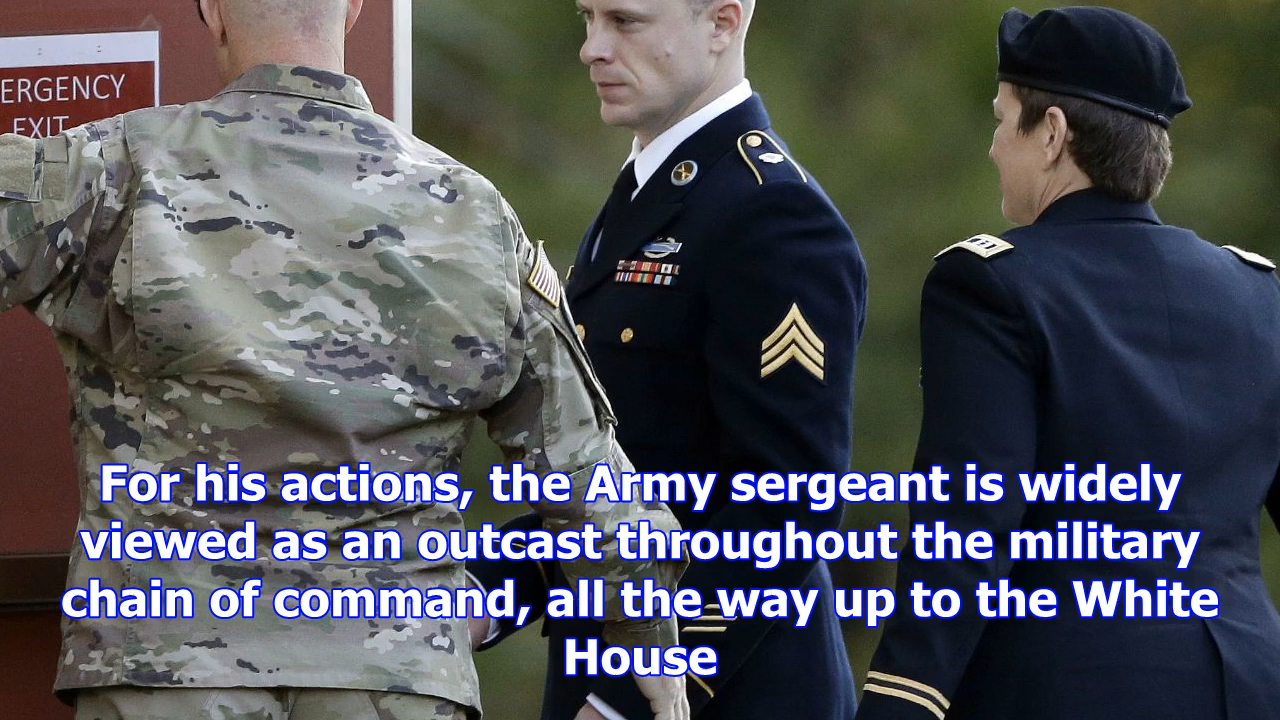 ERGENCY
EXIT
For his actions, the Army sergeant is widely
viewed as an outcast throughout the military
chain of command, all the way up to the White
House